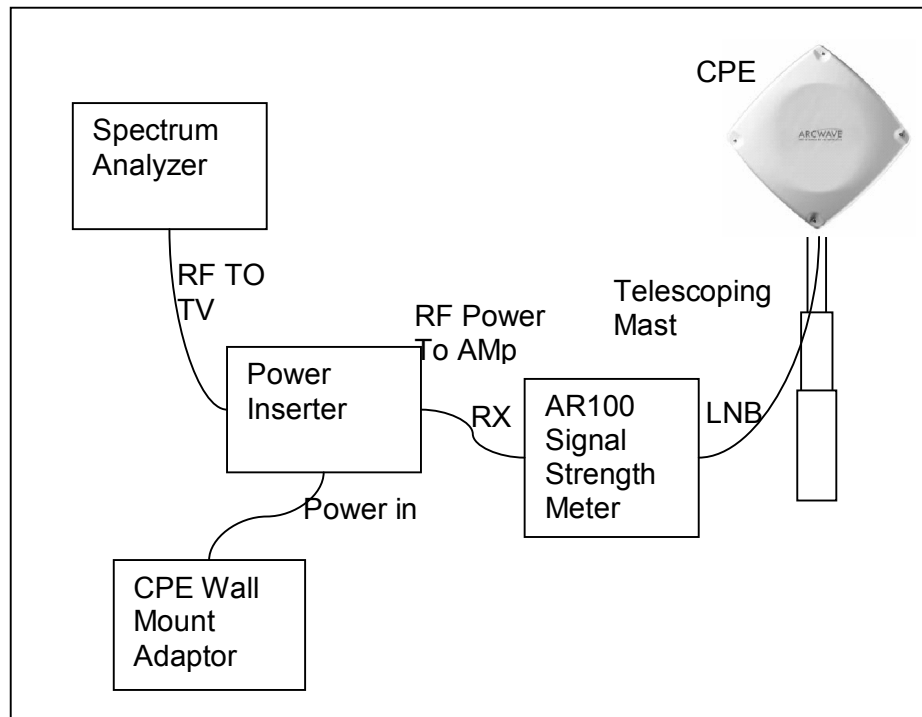 CPE
ARCWAVE
Spectrum
Analyzer
RF TO
TV
Telescoping
Mast
RF Power
To AMp
Power
Inserter
RX
AR100
Signal
Strength
Meter
LNB
Power in
CPE Wall
Mount
Adaptor